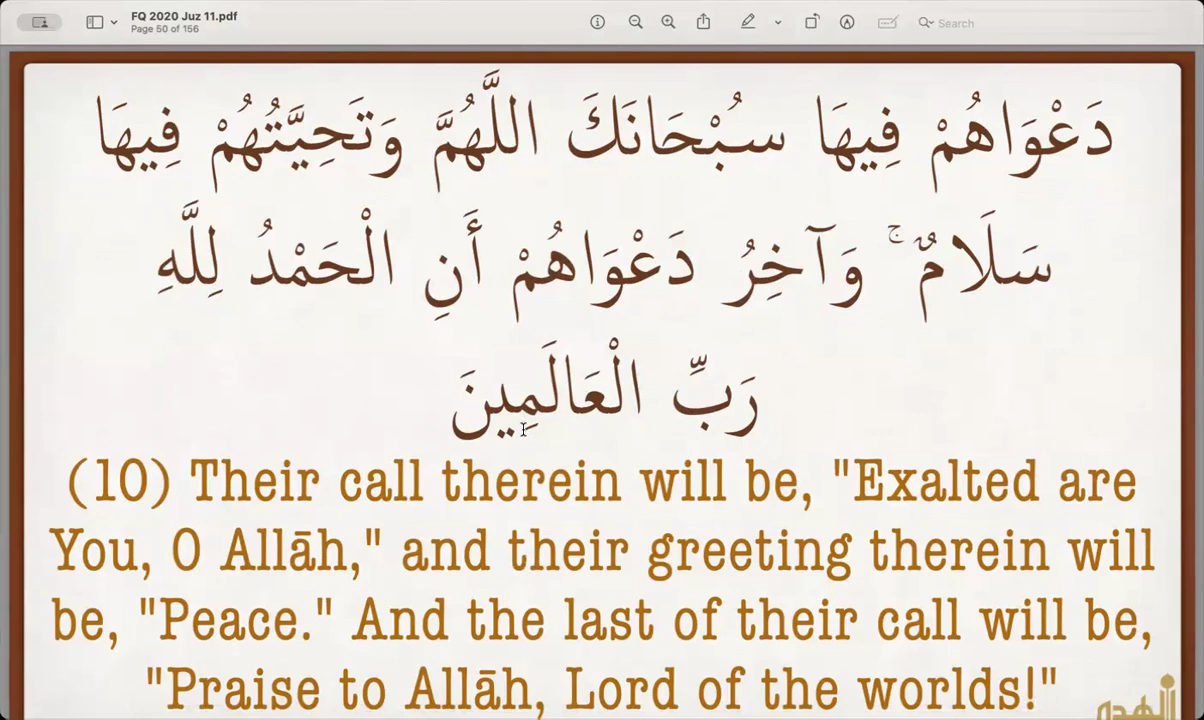 FQ 2020 Juz 11.pdf
Page 50 of 156
Search
دَعْوَاهُمْ فِيهَا سُبْحَانَكَ اللَّهُمَّ وَتَحِيَّتُهُمْ فِيهَا
سَلَامٌ ۚ وَآخِرُ دَعْوَاهُمْ أَنِ الْحَمْدُ لِلَّهِ
رَبِّ الْعَالَمِينَ
(10) Their call therein will be, "Exalted are
You, O Allāh," and their greeting therein will
be, "Peace." And the last of their call will be,
"Praise to Allāh, Lord of the worlds!"